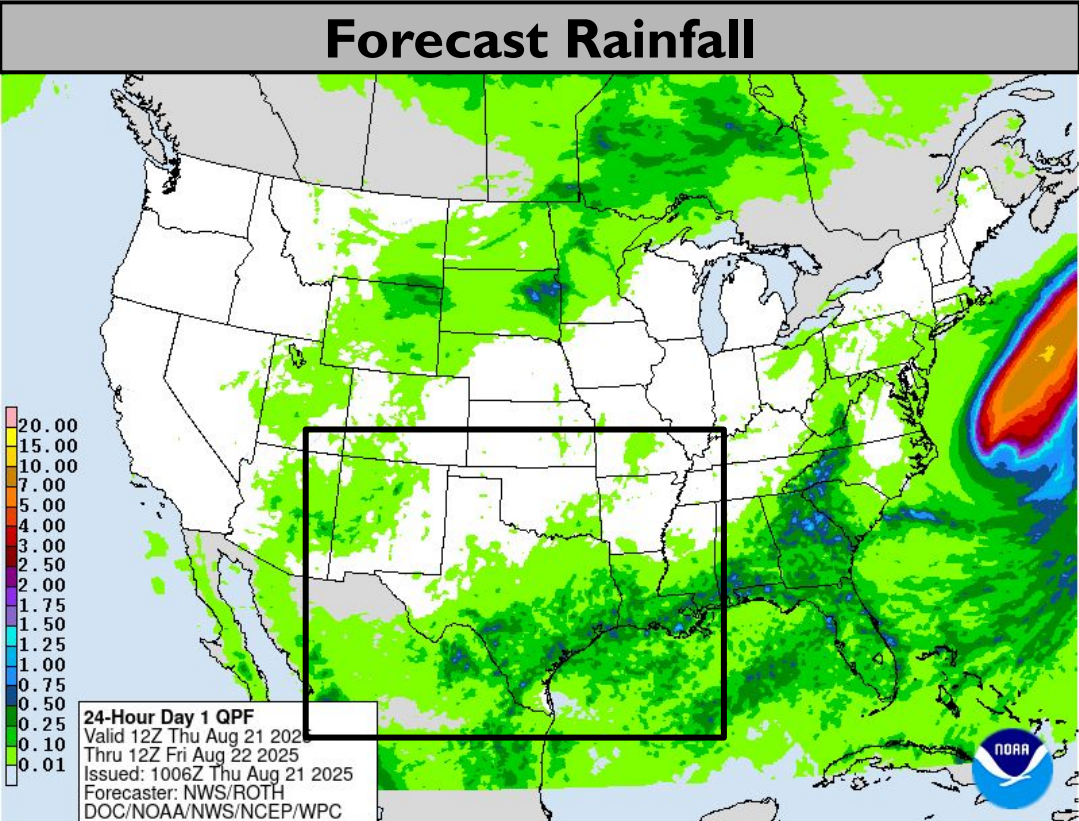 Forecast Rainfall
20.00
15.00
10.00
7.00
5.00
4.00
3.00
2.50
2.00
1.75
1.50
1.25
1.00
0.75
0.50
0.25
0.10
0.01
24-Hour Day 1 QPF
Valid 12Z Thu Aug 21 2025
Thru 12Z Fri Aug 22 2025
Issued: 1006Z Thu Aug 21 2025
Forecaster: NWS/ROTH
DOC/NOAA/NWS/NCEP/WPC
NOAA